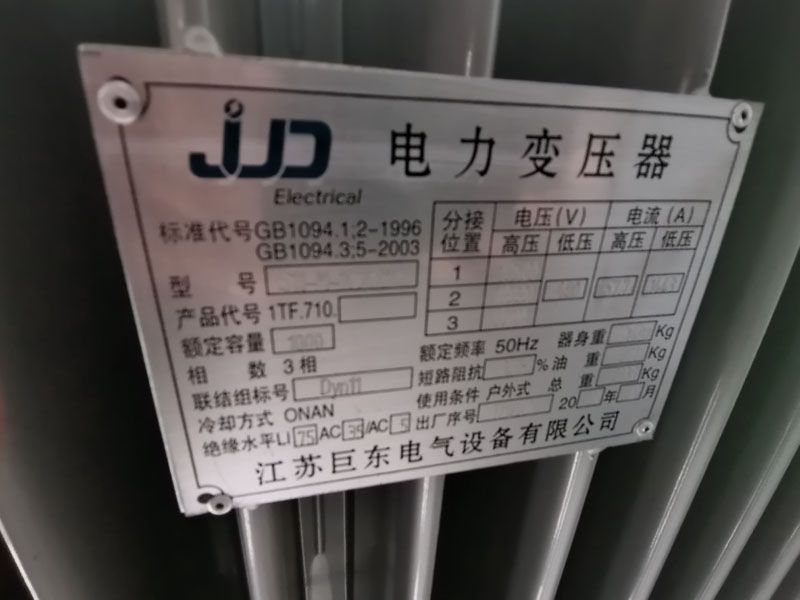 JJD
Electrical
电力变压器
标准代号GB1094.1;2-1996
GB1094.3;5-2003
型 号
产品代号1TF.710.
额定容量 1000
相 数 3相
联结组标号 Dyn11
冷却方式 ONAN
绝缘水平LI 75 AC 35 /AC 5
分接位置 电压(V) 电流(A)
高压 低压 高压 低压
1
2
3
额定频率 50Hz 器身重 Kg
短路阻抗 % 油 重 Kg
使用条件 户外式 总 重 Kg
出厂序号 20 年 月
江苏巨东电气设备有限公司